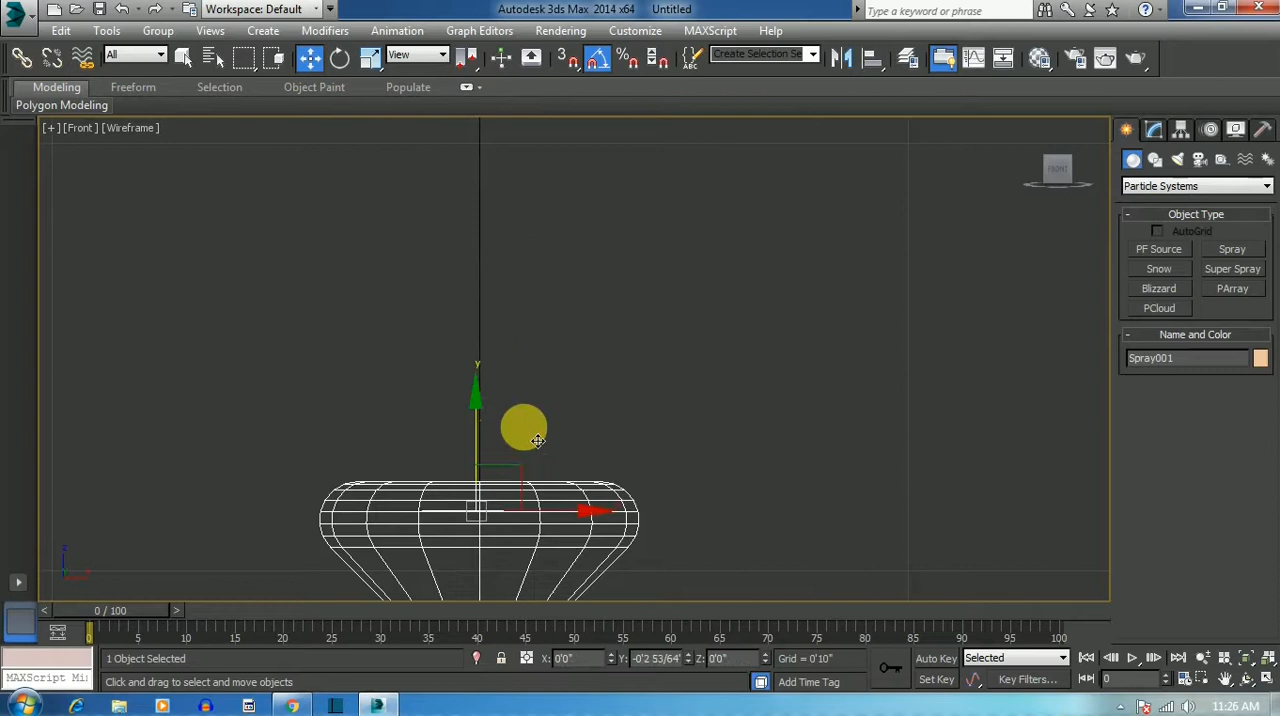 Workspace: Default
Autodesk 3ds Max 2014 x64
Untitled
Type a keyword or phrase
Edit
Tools
Group
Views
Create
Modifiers
Animation
Graph Editors
Rendering
Customize
MAXScript
Help
All
View
3
Create Selection Se
Modeling
Freeform
Selection
Object Paint
Populate
Polygon Modeling
[+] [Front] [Wireframe]
FRONT
Particle Systems
- Object Type
AutoGrid
PF Source
Spray
Snow
Super Spray
Blizzard
PArray
PCloud
- Name and Color
Spray001
y
z
< 0 / 100 >
0 5 10 15 20 25 30 35 40 45 50 55 60 65 70 75 80 85 90 95 100
1 Object Selected
X: 0'0"
Y: -0'2 53/64"
Z: 0'0"
Grid = 0'10"
Auto Key
Selected
MAXScript Mi
Click and drag to select and move objects
Add Time Tag
Set Key
Key Filters...
0
11:26 AM